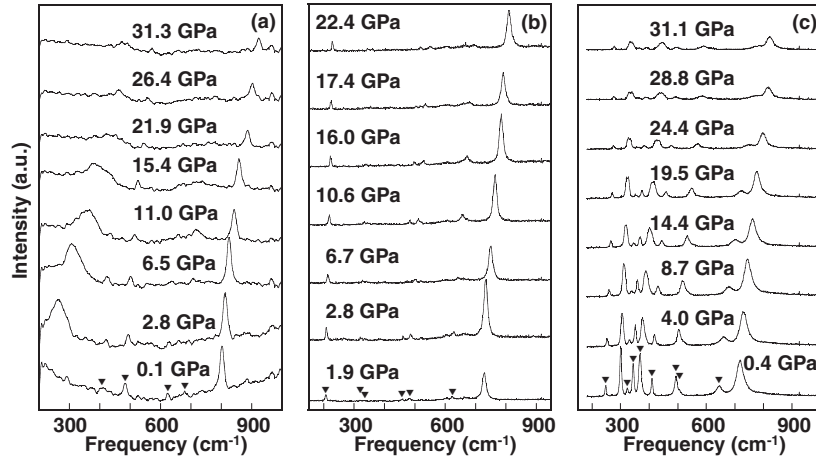 Intensity (a.u.)
(a)
31.3 GPa
26.4 GPa
21.9 GPa
15.4 GPa
11.0 GPa
6.5 GPa
2.8 GPa
0.1 GPa
300 600 900
Frequency (cm-1)
(b)
22.4 GPa
17.4 GPa
16.0 GPa
10.6 GPa
6.7 GPa
2.8 GPa
1.9 GPa
300 600 900
Frequency (cm-1)
(c)
31.1 GPa
28.8 GPa
24.4 GPa
19.5 GPa
14.4 GPa
8.7 GPa
4.0 GPa
0.4 GPa
300 600 900
Frequency (cm-1)